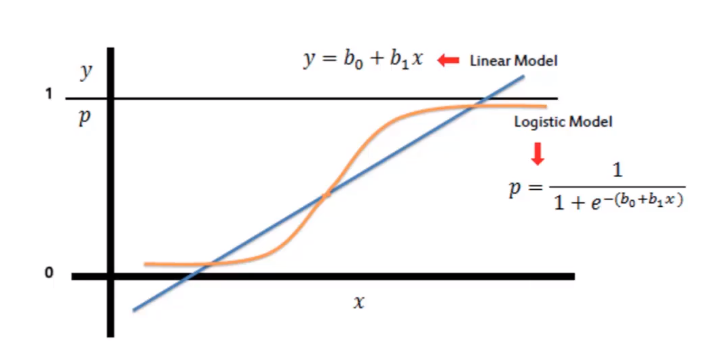 y = b₀ + b₁x
Linear Model
y
1
p
Logistic Model
p = 1 / (1 + e^−(b₀+b₁x))
0
x